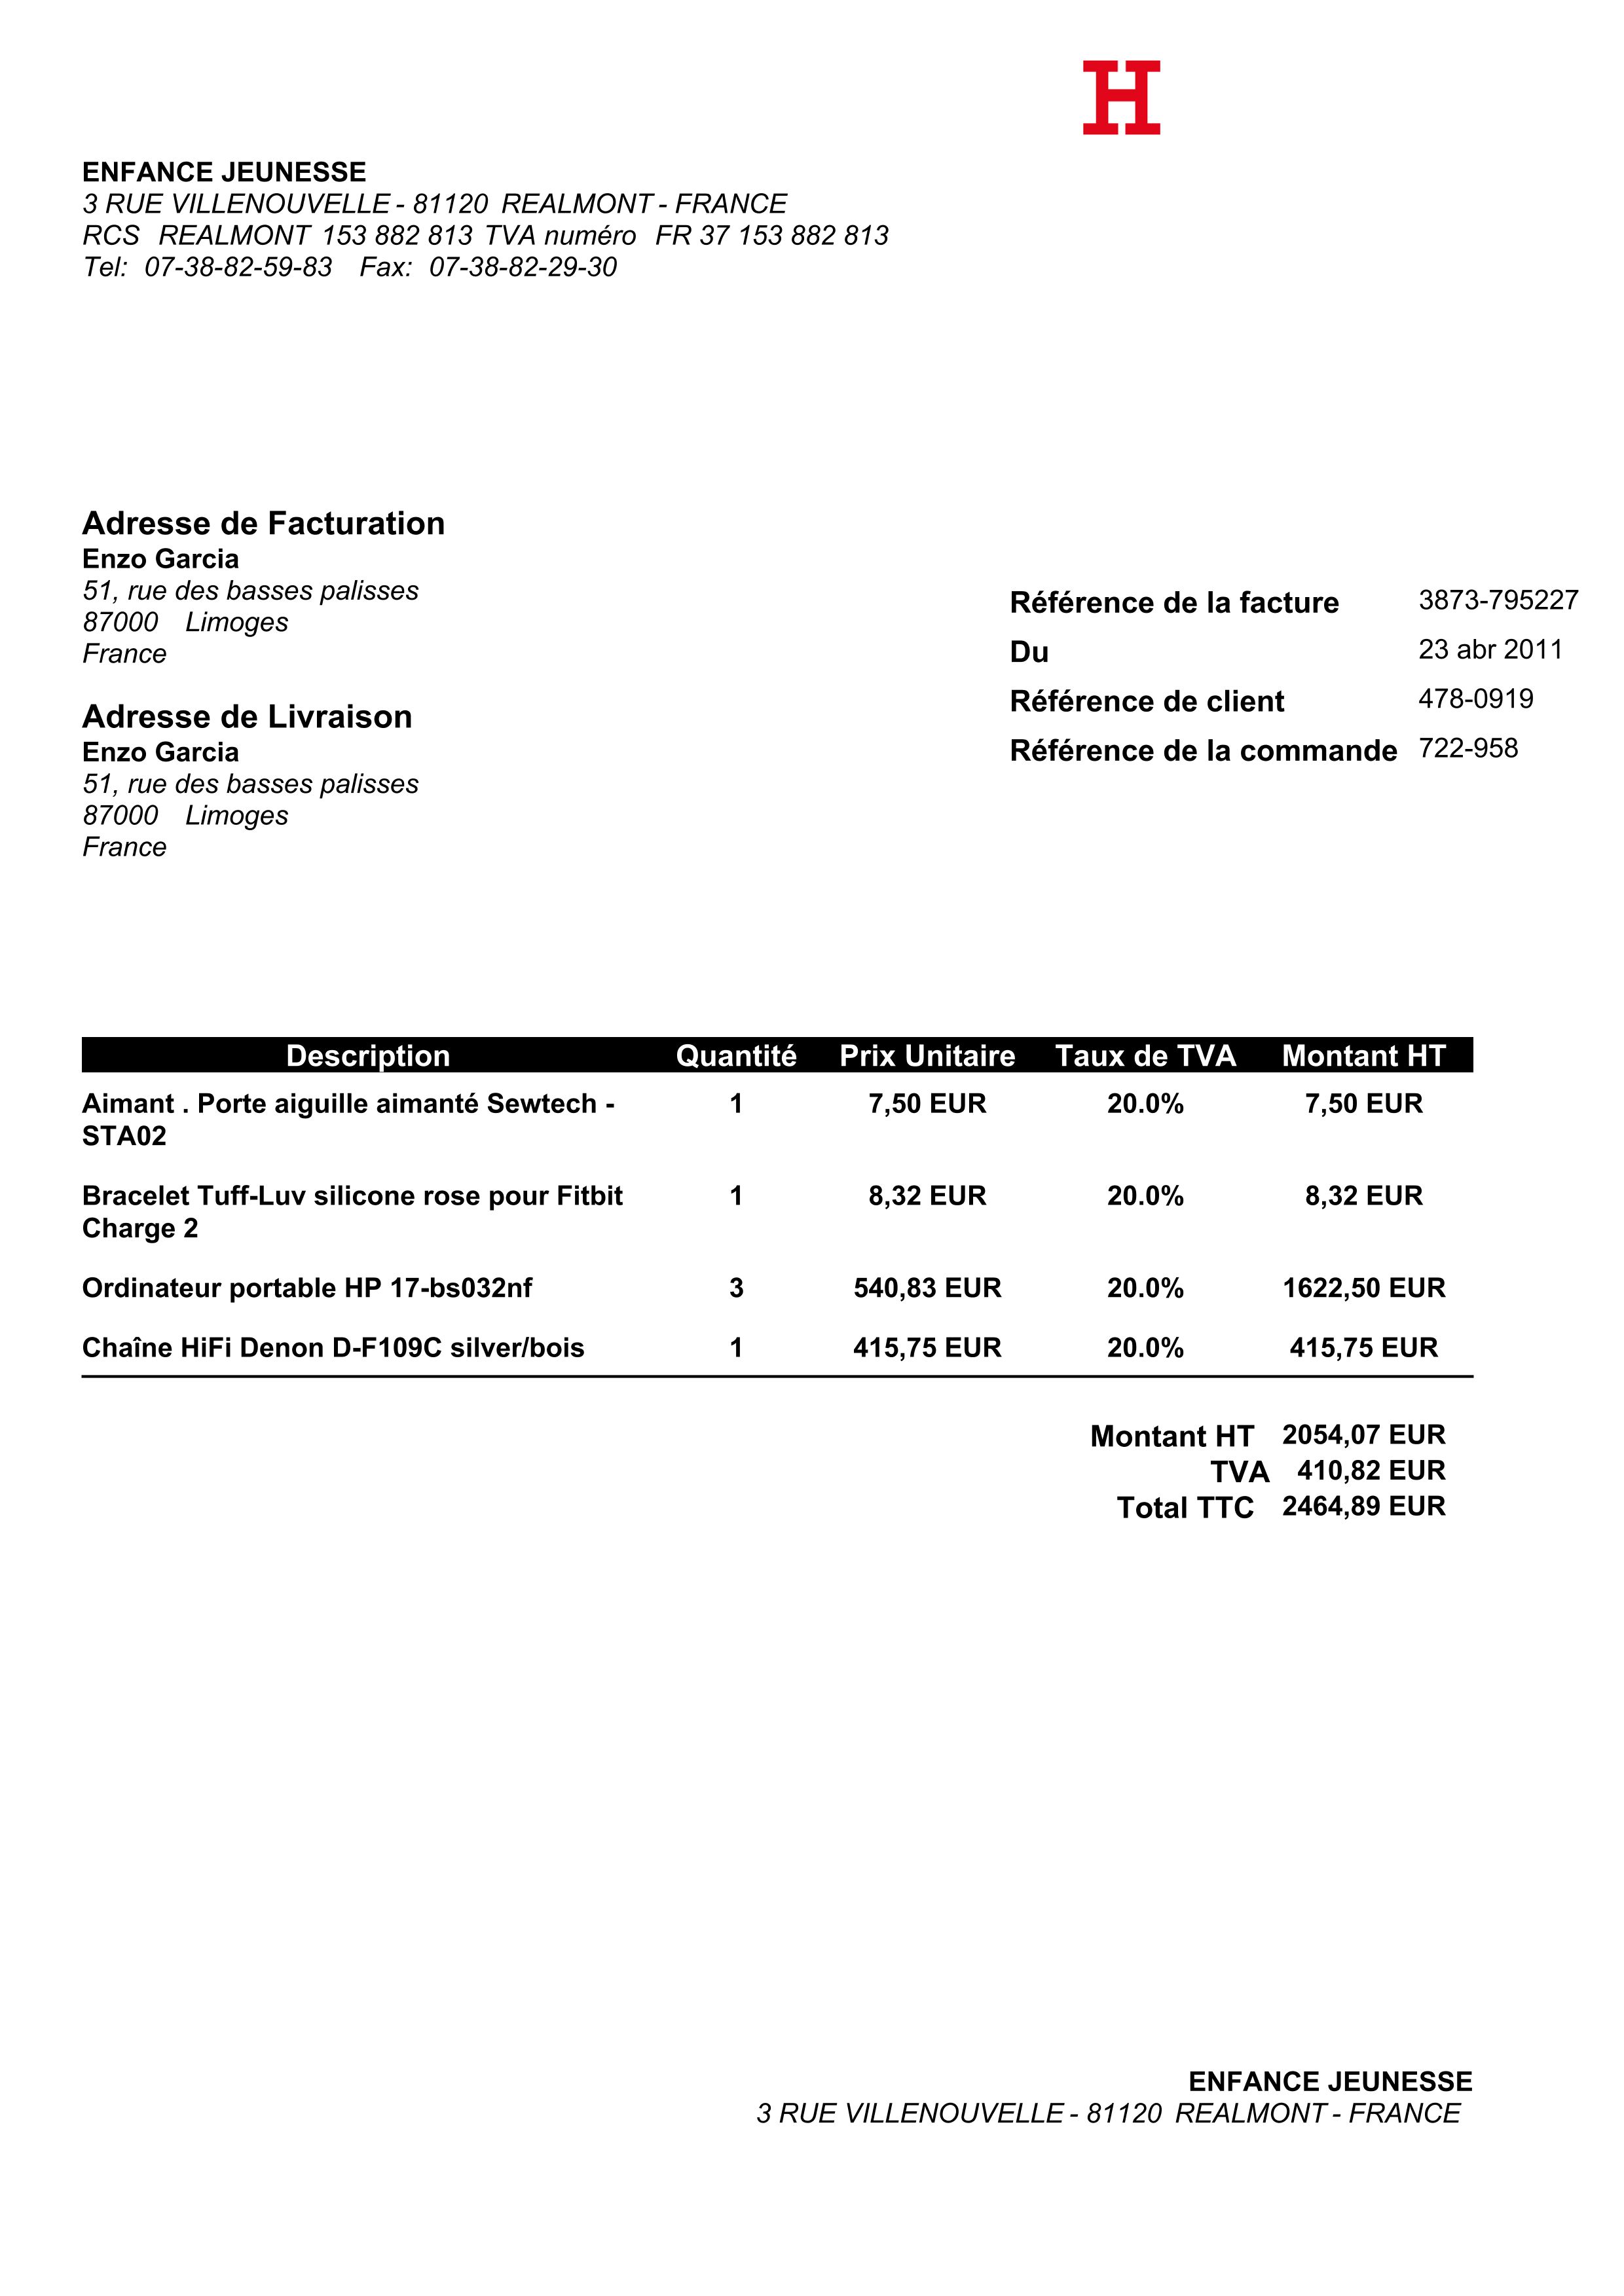 H
ENFANCE JEUNESSE
3 RUE VILLENOUVELLE - 81120 REALMONT - FRANCE
RCS REALMONT 153 882 813 TVA numéro FR 37 153 882 813
Tel: 07-38-82-59-83 Fax: 07-38-82-29-30
Adresse de Facturation
Enzo Garcia
51, rue des basses palisses
87000 Limoges
France
Adresse de Livraison
Enzo Garcia
51, rue des basses palisses
87000 Limoges
France
Référence de la facture 3873-795227
Du 23 abr 2011
Référence de client 478-0919
Référence de la commande 722-958
Description Quantité Prix Unitaire Taux de TVA Montant HT
Aimant . Porte aiguille aimanté Sewtech - 1 7,50 EUR 20.0% 7,50 EUR
STA02
Bracelet Tuff-Luv silicone rose pour Fitbit 1 8,32 EUR 20.0% 8,32 EUR
Charge 2
Ordinateur portable HP 17-bs032nf 3 540,83 EUR 20.0% 1622,50 EUR
Chaîne HiFi Denon D-F109C silver/bois 1 415,75 EUR 20.0% 415,75 EUR
Montant HT 2054,07 EUR
TVA 410,82 EUR
Total TTC 2464,89 EUR
ENFANCE JEUNESSE
3 RUE VILLENOUVELLE - 81120 REALMONT - FRANCE